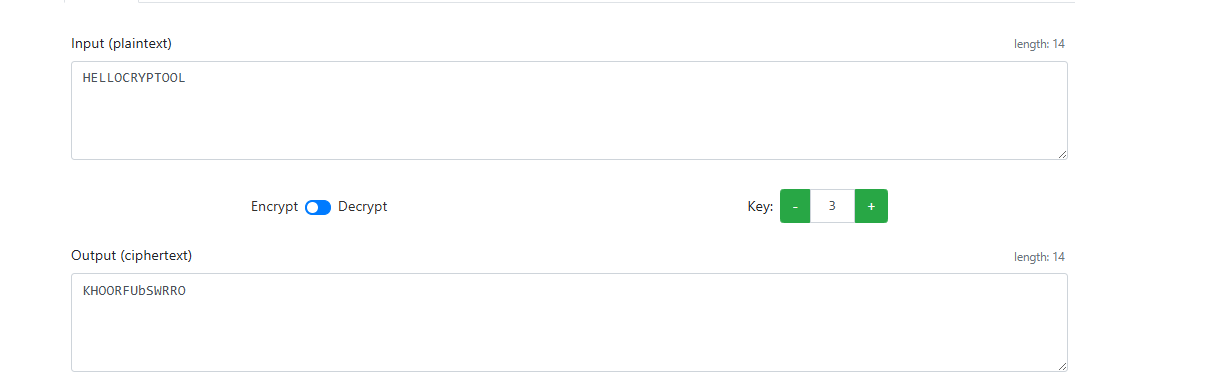 Input (plaintext)
length: 14
HELLOCRYPTOOL
Encrypt Decrypt Key: - 3 +
Output (ciphertext)
length: 14
KHOORFUbSWRRO